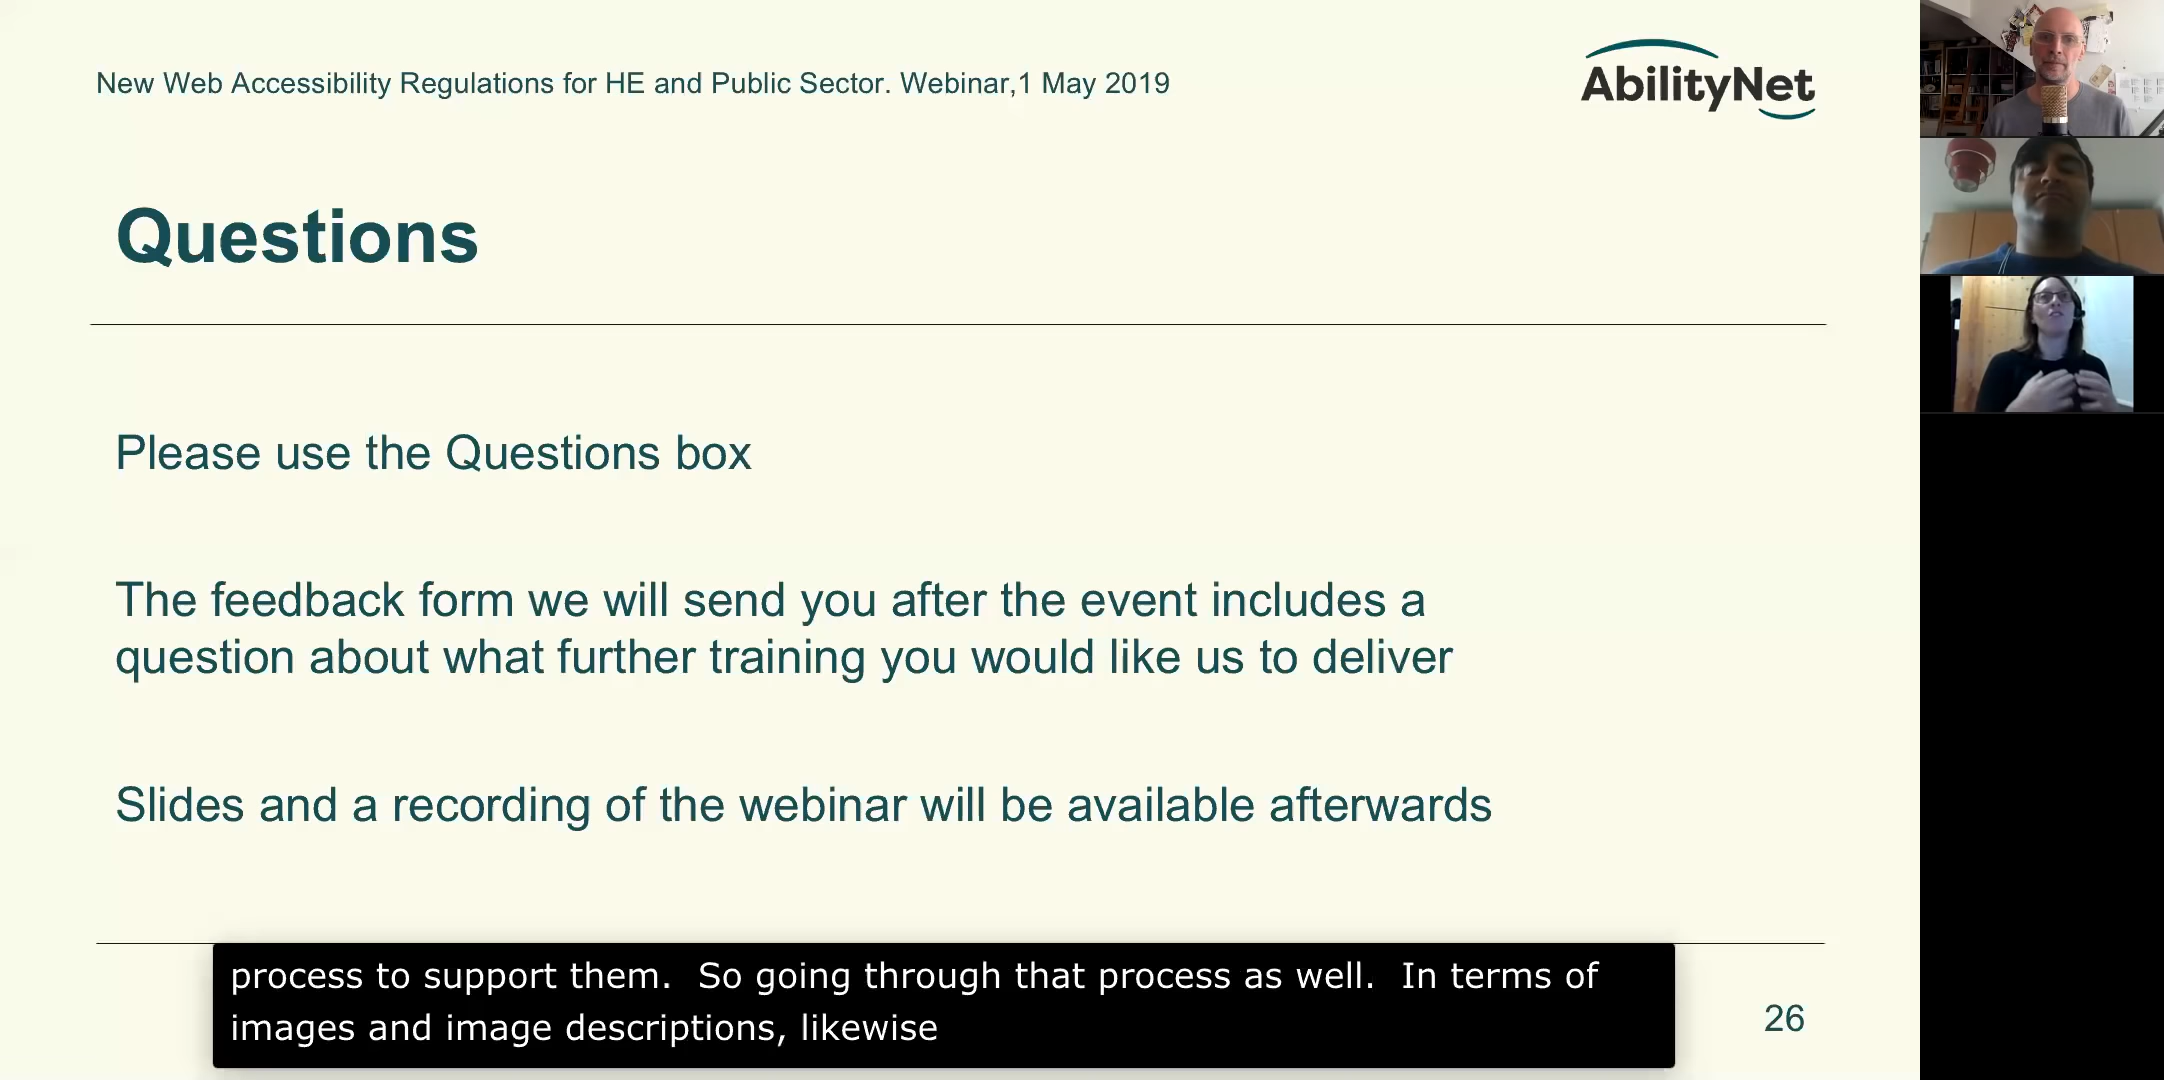 New Web Accessibility Regulations for HE and Public Sector. Webinar,1 May 2019
AbilityNet
Questions
Please use the Questions box
The feedback form we will send you after the event includes a
question about what further training you would like us to deliver
Slides and a recording of the webinar will be available afterwards
process to support them.  So going through that process as well.  In terms of
images and image descriptions, likewise
26